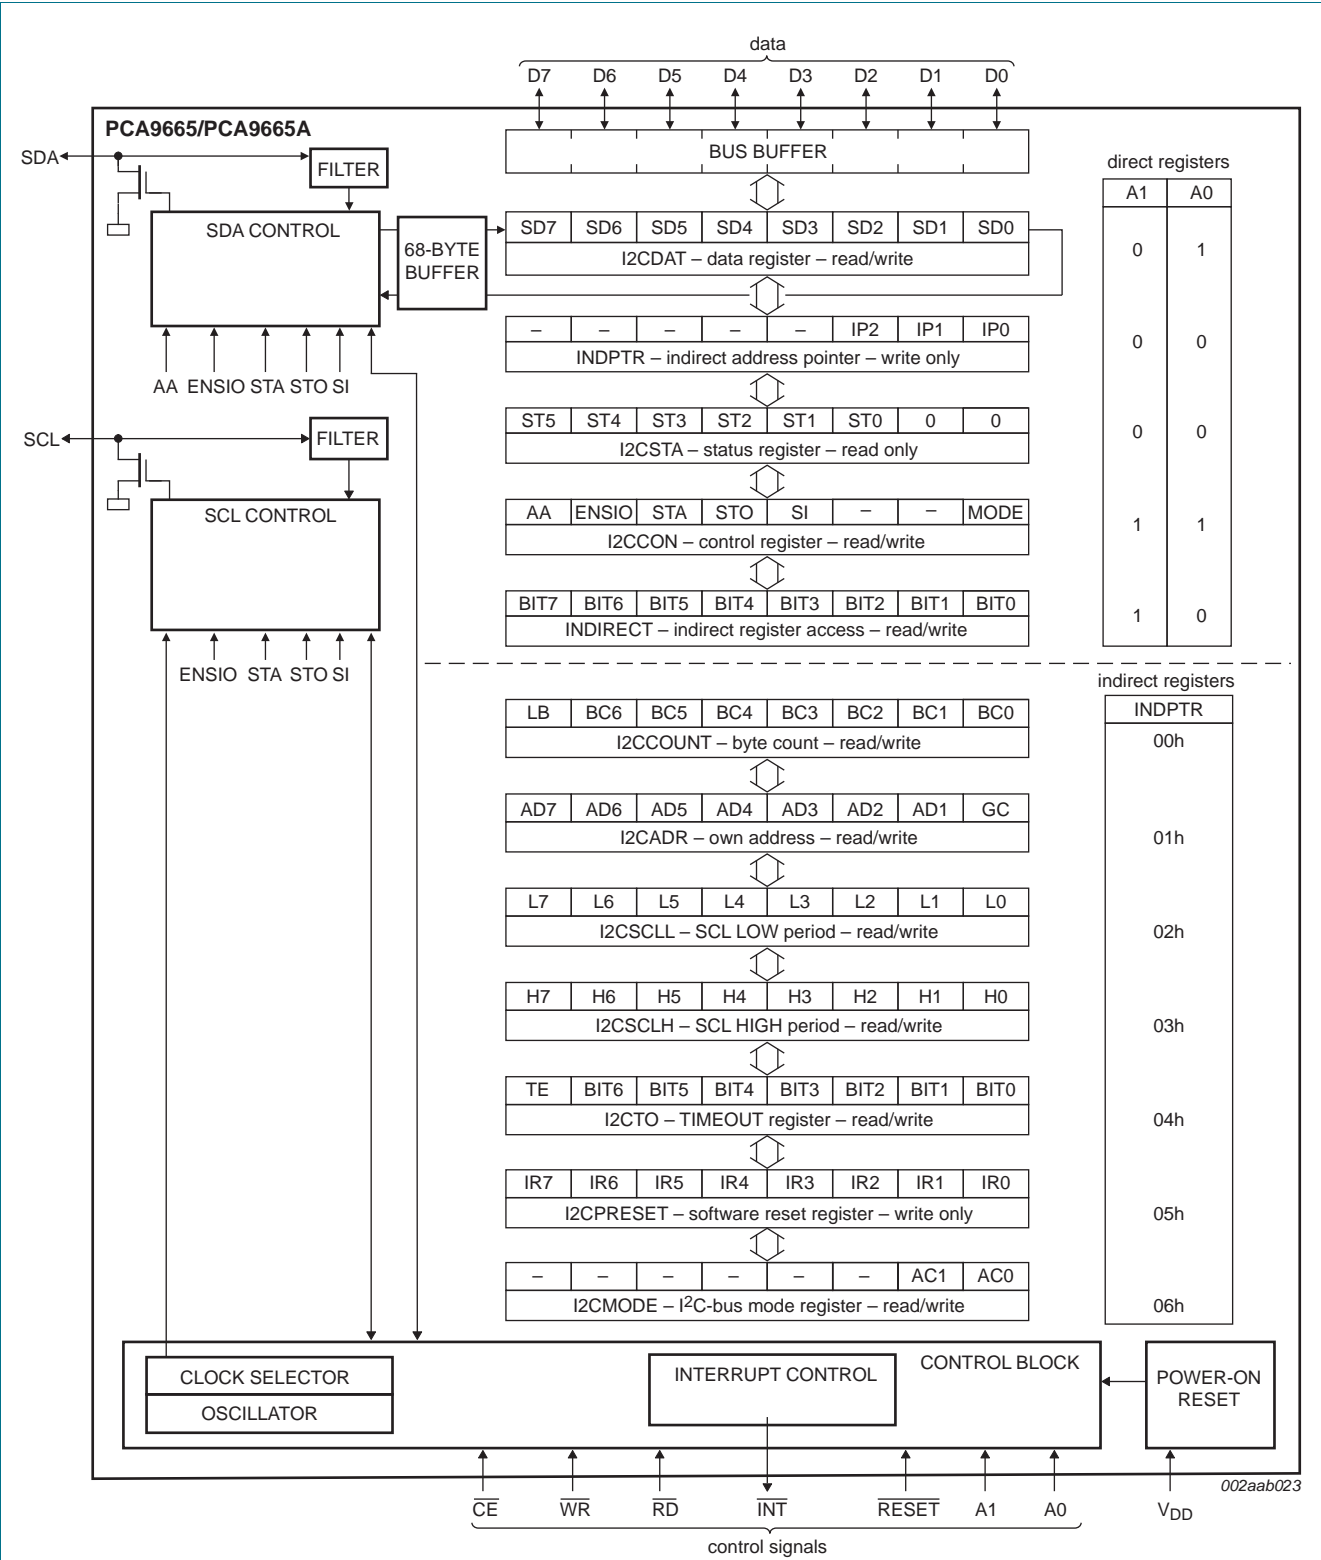 data
D7 D6 D5 D4 D3 D2 D1 D0
PCA9665/PCA9665A
BUS BUFFER
SDA
FILTER
direct registers
A1 A0
SDA CONTROL
68-BYTE
BUFFER
SD7 SD6 SD5 SD4 SD3 SD2 SD1 SD0
I2CDAT – data register – read/write
0 1
– – – – – IP2 IP1 IP0
INDPTR – indirect address pointer – write only
0 0
AA ENSIO STA STO SI
ST5 ST4 ST3 ST2 ST1 ST0 0 0
I2CSTA – status register – read only
0 0
SCL
FILTER
SCL CONTROL
AA ENSIO STA STO SI – – MODE
I2CCON – control register – read/write
1 1
BIT7 BIT6 BIT5 BIT4 BIT3 BIT2 BIT1 BIT0
INDIRECT – indirect register access – read/write
1 0
ENSIO STA STO SI
indirect registers
INDPTR
LB BC6 BC5 BC4 BC3 BC2 BC1 BC0
I2CCOUNT – byte count – read/write
00h
AD7 AD6 AD5 AD4 AD3 AD2 AD1 GC
I2CADR – own address – read/write
01h
L7 L6 L5 L4 L3 L2 L1 L0
I2CSCLL – SCL LOW period – read/write
02h
H7 H6 H5 H4 H3 H2 H1 H0
I2CSCLH – SCL HIGH period – read/write
03h
TE BIT6 BIT5 BIT4 BIT3 BIT2 BIT1 BIT0
I2CTO – TIMEOUT register – read/write
04h
IR7 IR6 IR5 IR4 IR3 IR2 IR1 IR0
I2CPRESET – software reset register – write only
05h
– – – – – – AC1 AC0
I2CMODE – I²C-bus mode register – read/write
06h
CLOCK SELECTOR
OSCILLATOR
INTERRUPT CONTROL
CONTROL BLOCK
POWER-ON
RESET
002aab023
C̅E̅ W̅R̅ R̅D̅ I̅N̅T̅ R̅E̅S̅E̅T̅ A1 A0 VDD
control signals